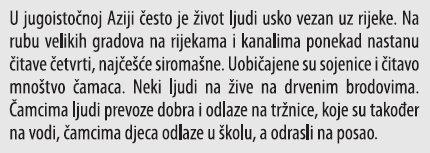 U jugoistočnoj Aziji često je život ljudi usko vezan uz rijeke. Na
rubu velikih gradova na rijekama i kanalima ponekad nastanu
čitave četvrti, najčešće siromašne. Uobičajene su sojenice i čitavo
mnoštvo čamaca. Neki ljudi na žive na drvenim brodovima.
Čamcima ljudi prevoze dobra i odlaze na tržnice, koje su također
na vodi, čamcima djeca odlaze u školu, a odrasli na posao.